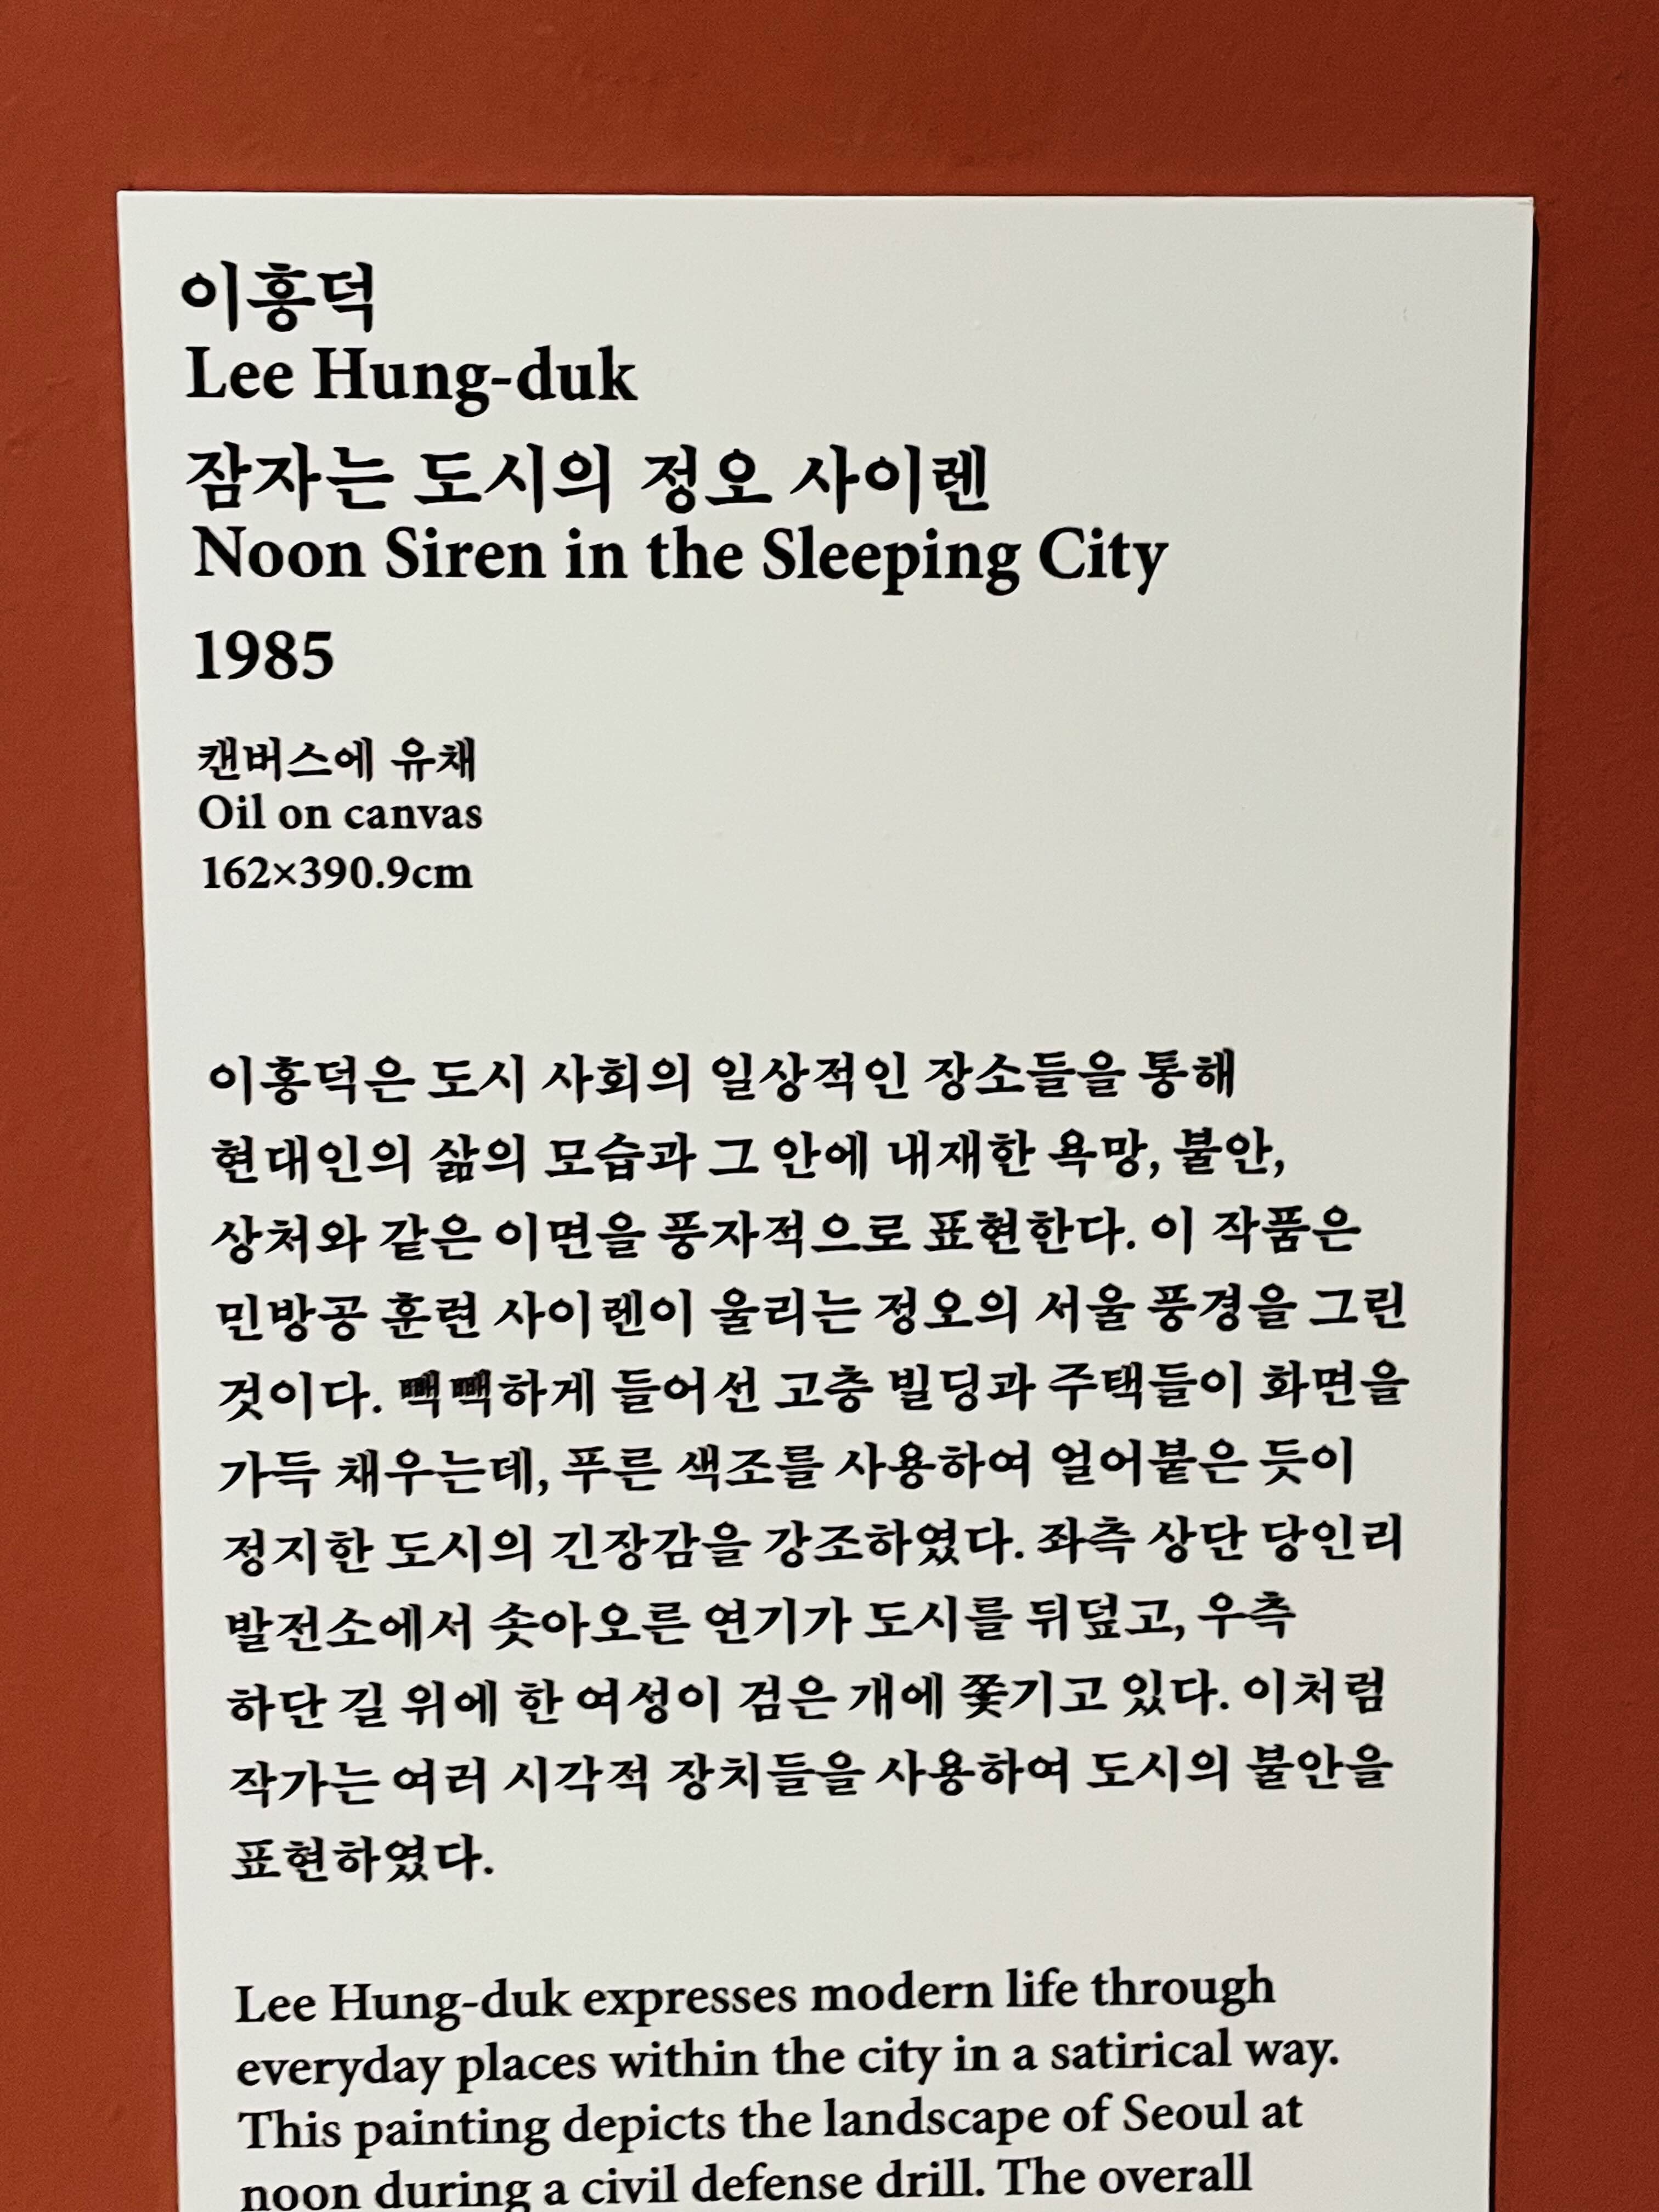 이흥덕
Lee Hung-duk
잠자는 도시의 정오 사이렌
Noon Siren in the Sleeping City
1985
캔버스에 유채
Oil on canvas
162×390.9cm
이흥덕은 도시 사회의 일상적인 장소들을 통해
현대인의 삶의 모습과 그 안에 내재한 욕망, 불안,
상처와 같은 이면을 풍자적으로 표현한다. 이 작품은
민방공 훈련 사이렌이 울리는 정오의 서울 풍경을 그린
것이다. 빽빽하게 들어선 고층 빌딩과 주택들이 화면을
가득 채우는데, 푸른 색조를 사용하여 얼어붙은 듯이
정지한 도시의 긴장감을 강조하였다. 좌측 상단 당인리
발전소에서 솟아오른 연기가 도시를 뒤덮고, 우측
하단 길 위에 한 여성이 검은 개에 쫓기고 있다. 이처럼
작가는 여러 시각적 장치들을 사용하여 도시의 불안을
표현하였다.
Lee Hung-duk expresses modern life through
everyday places within the city in a satirical way.
This painting depicts the landscape of Seoul at
noon during a civil defense drill. The overall